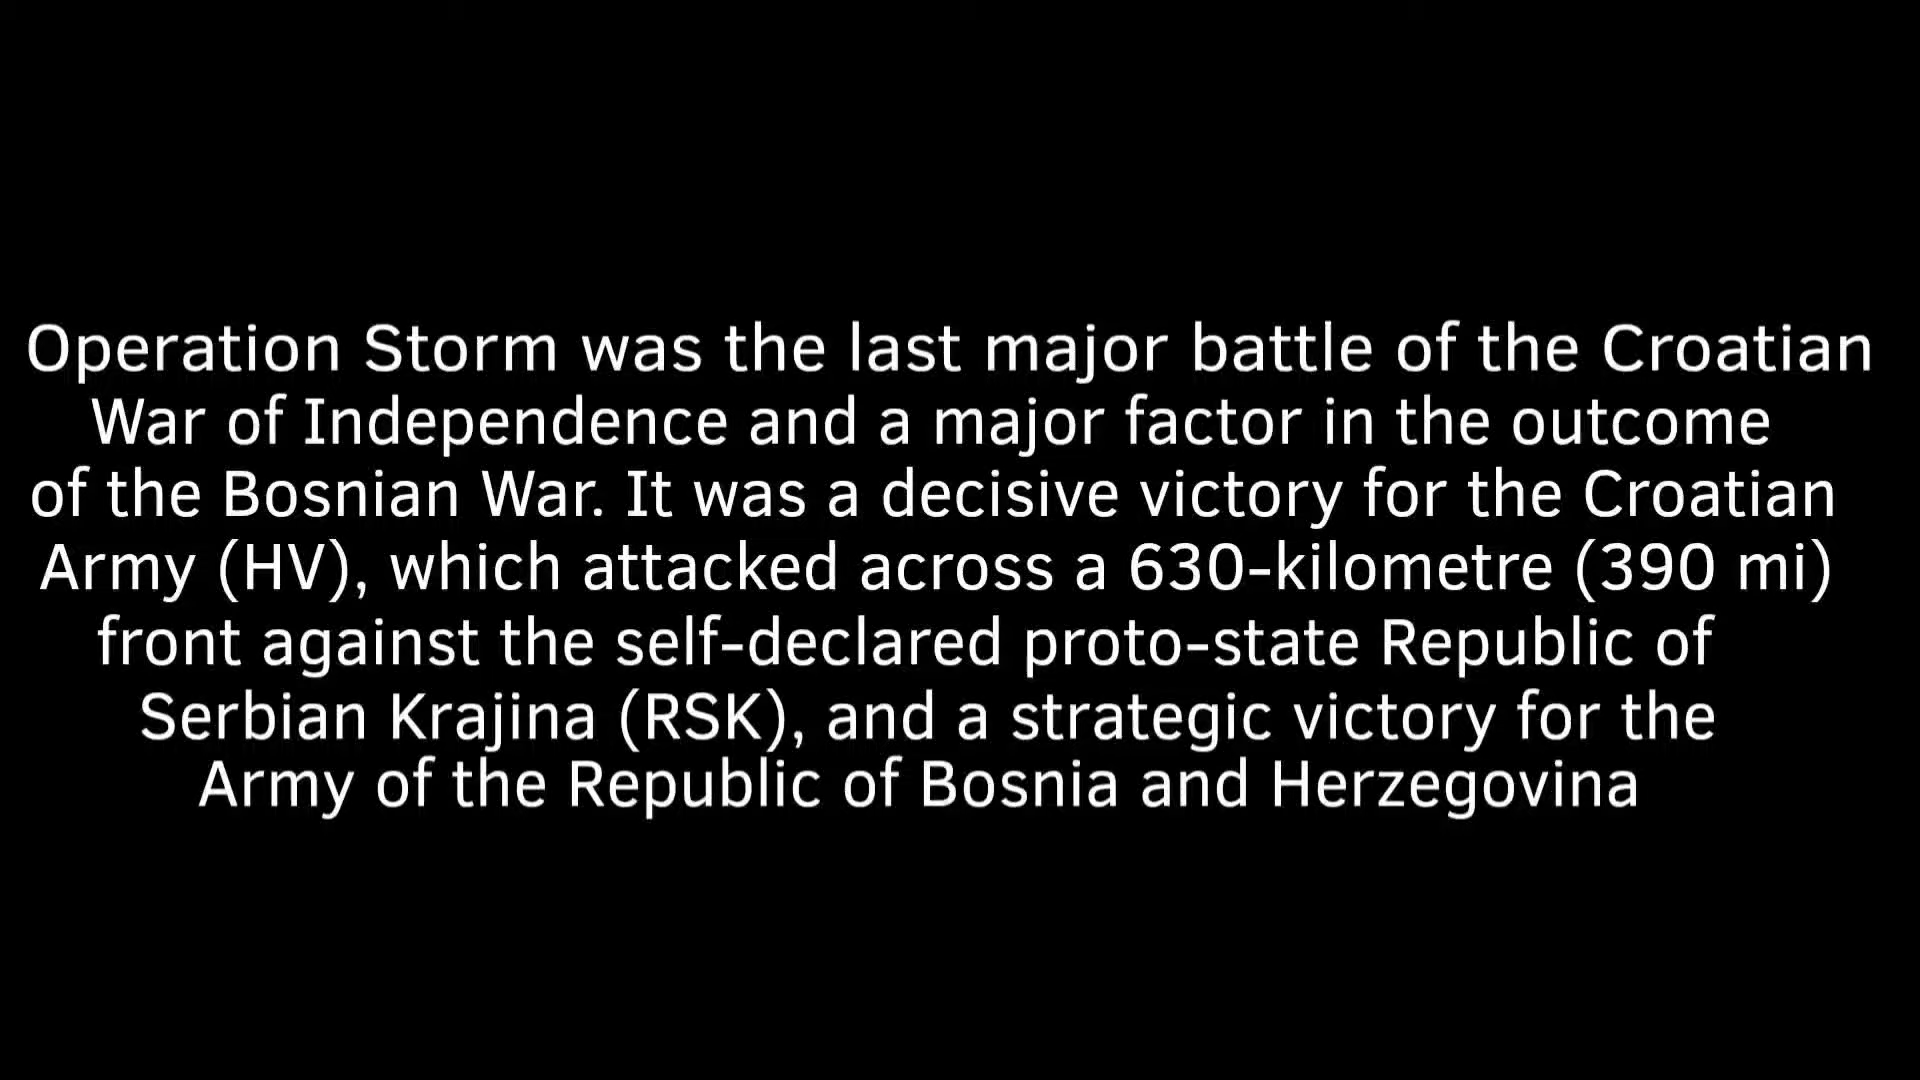 Operation Storm was the last major battle of the Croatian
War of Independence and a major factor in the outcome
of the Bosnian War. It was a decisive victory for the Croatian
Army (HV), which attacked across a 630-kilometre (390 mi)
front against the self-declared proto-state Republic of
Serbian Krajina (RSK), and a strategic victory for the
Army of the Republic of Bosnia and Herzegovina